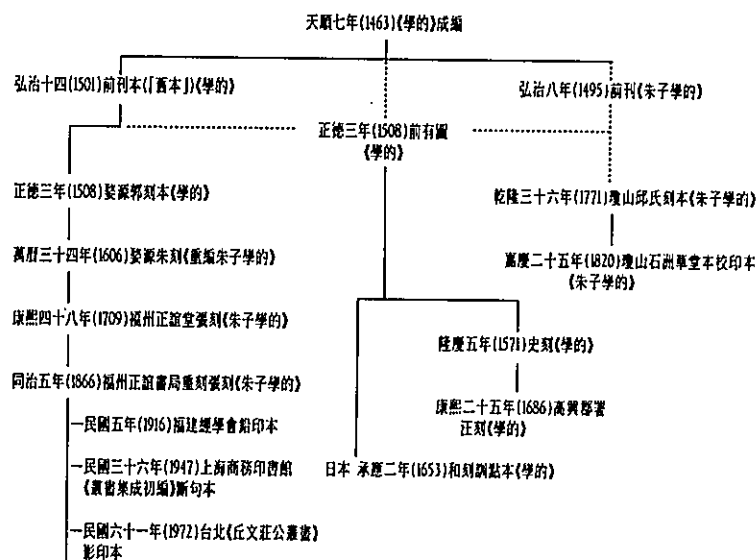 天順七年(1463)《學的》成編
弘治十四(1501)前刊本(「舊本」)《學的》
弘治八年(1495)前刊《朱子學的》
正德三年(1508)前有圖
《學的》
正德三年(1508)婺源郭刻本《學的》
乾隆三十六年(1771)瓊山邱氏刻本《朱子學的》
萬曆三十四年(1606)婺源朱刻《重編朱子學的》
嘉慶二十五年(1820)瓊山石洲草堂本校印本
《朱子學的》
康熙四十八年(1709)福州正誼堂張刻《朱子學的》
隆慶五年(1571)史刻《學的》
同治五年(1866)福州正誼書局重刻張刻《朱子學的》
康熙二十五年(1686)高興郡署
汪刻《學的》
一民國五年(1916)福建經學會鉛印本
日本 承應二年(1653)和刻訓點本《學的》
一民國三十六年(1947)上海商務印書館
《叢書集成初編》斷句本
一民國六十一年(1972)台北《丘文莊公叢書》
影印本